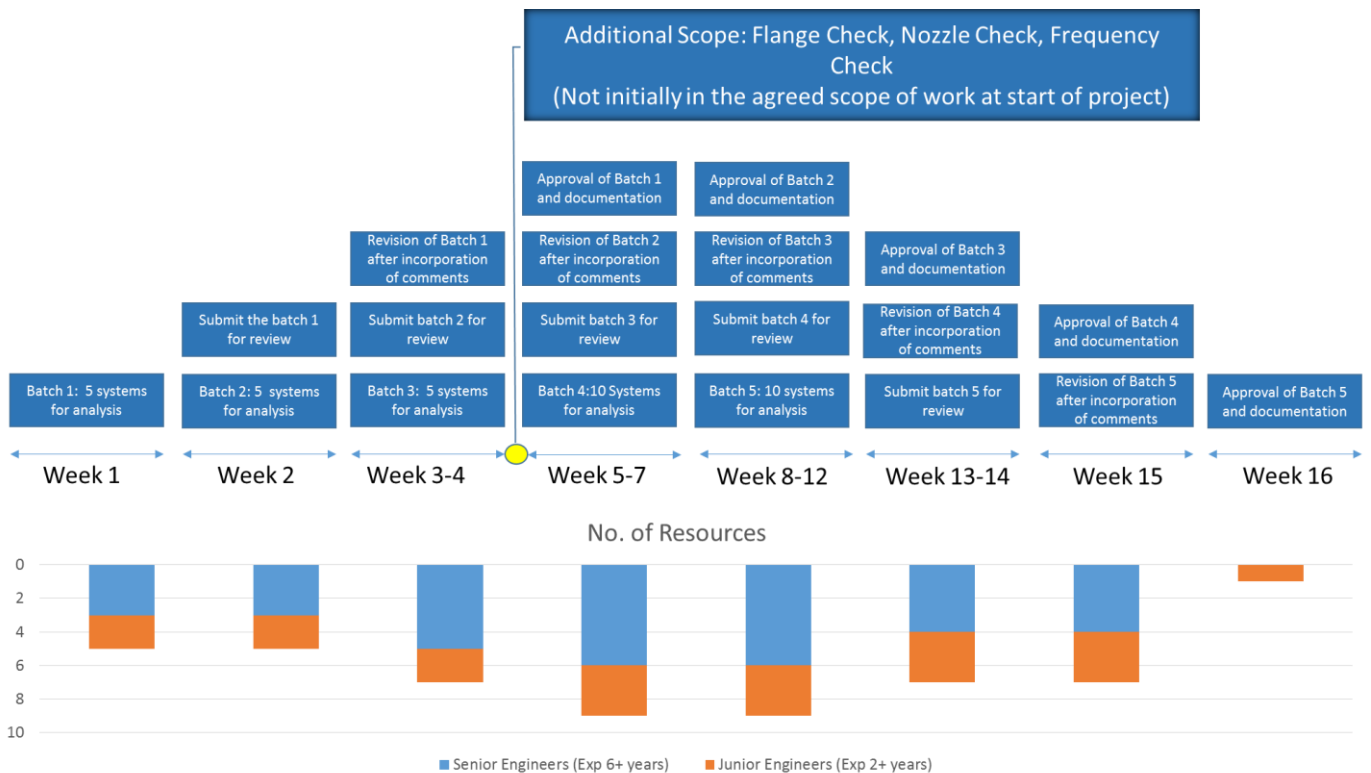 Additional Scope: Flange Check, Nozzle Check, Frequency
Check
(Not initially in the agreed scope of work at start of project)
Approval of Batch 1
and documentation
Approval of Batch 2
and documentation
Revision of Batch 1
after incorporation
of comments
Revision of Batch 2
after incorporation
of comments
Revision of Batch 3
after incorporation
of comments
Approval of Batch 3
and documentation
Submit the batch 1
for review
Submit batch 2 for
review
Submit batch 3 for
review
Submit batch 4 for
review
Revision of Batch 4
after incorporation
of comments
Approval of Batch 4
and documentation
Batch 1: 5 systems
for analysis
Batch 2: 5 systems
for analysis
Batch 3: 5 systems
for analysis
Batch 4:10 Systems
for analysis
Batch 5: 10 systems
for analysis
Submit batch 5 for
review
Revision of Batch 5
after incorporation
of comments
Approval of Batch 5
and documentation
Week 1
Week 2
Week 3-4
Week 5-7
Week 8-12
Week 13-14
Week 15
Week 16
No. of Resources
0
2
4
6
8
10
Senior Engineers (Exp 6+ years)
Junior Engineers (Exp 2+ years)